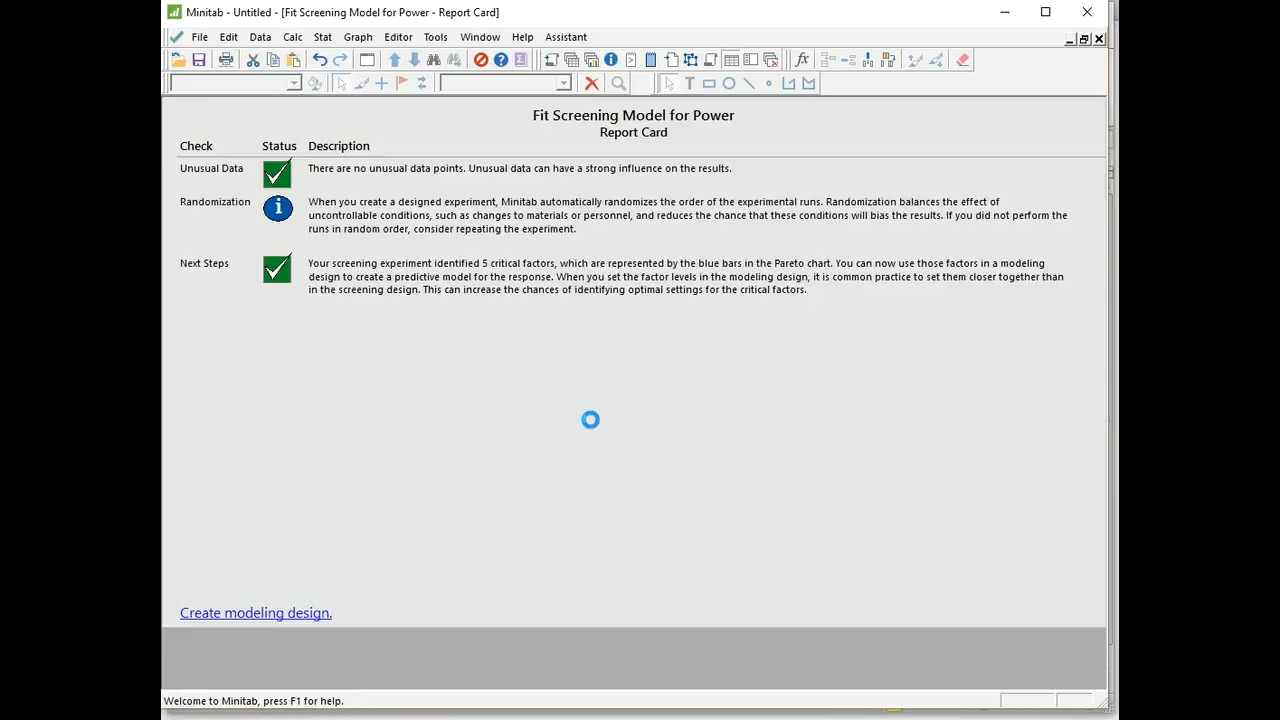 Minitab - Untitled - [Fit Screening Model for Power - Report Card]
File Edit Data Calc Stat Graph Editor Tools Window Help Assistant
Fit Screening Model for Power
Report Card
Check Status Description
Unusual Data There are no unusual data points. Unusual data can have a strong influence on the results.
Randomization When you create a designed experiment, Minitab automatically randomizes the order of the experimental runs. Randomization balances the effect of
uncontrollable conditions, such as changes to materials or personnel, and reduces the chance that these conditions will bias the results. If you did not perform the
runs in random order, consider repeating the experiment.
Next Steps Your screening experiment identified 5 critical factors, which are represented by the blue bars in the Pareto chart. You can now use those factors in a modeling
design to create a predictive model for the response. When you set the factor levels in the modeling design, it is common practice to set them closer together than
in the screening design. This can increase the chances of identifying optimal settings for the critical factors.
Create modeling design.
Welcome to Minitab, press F1 for help.